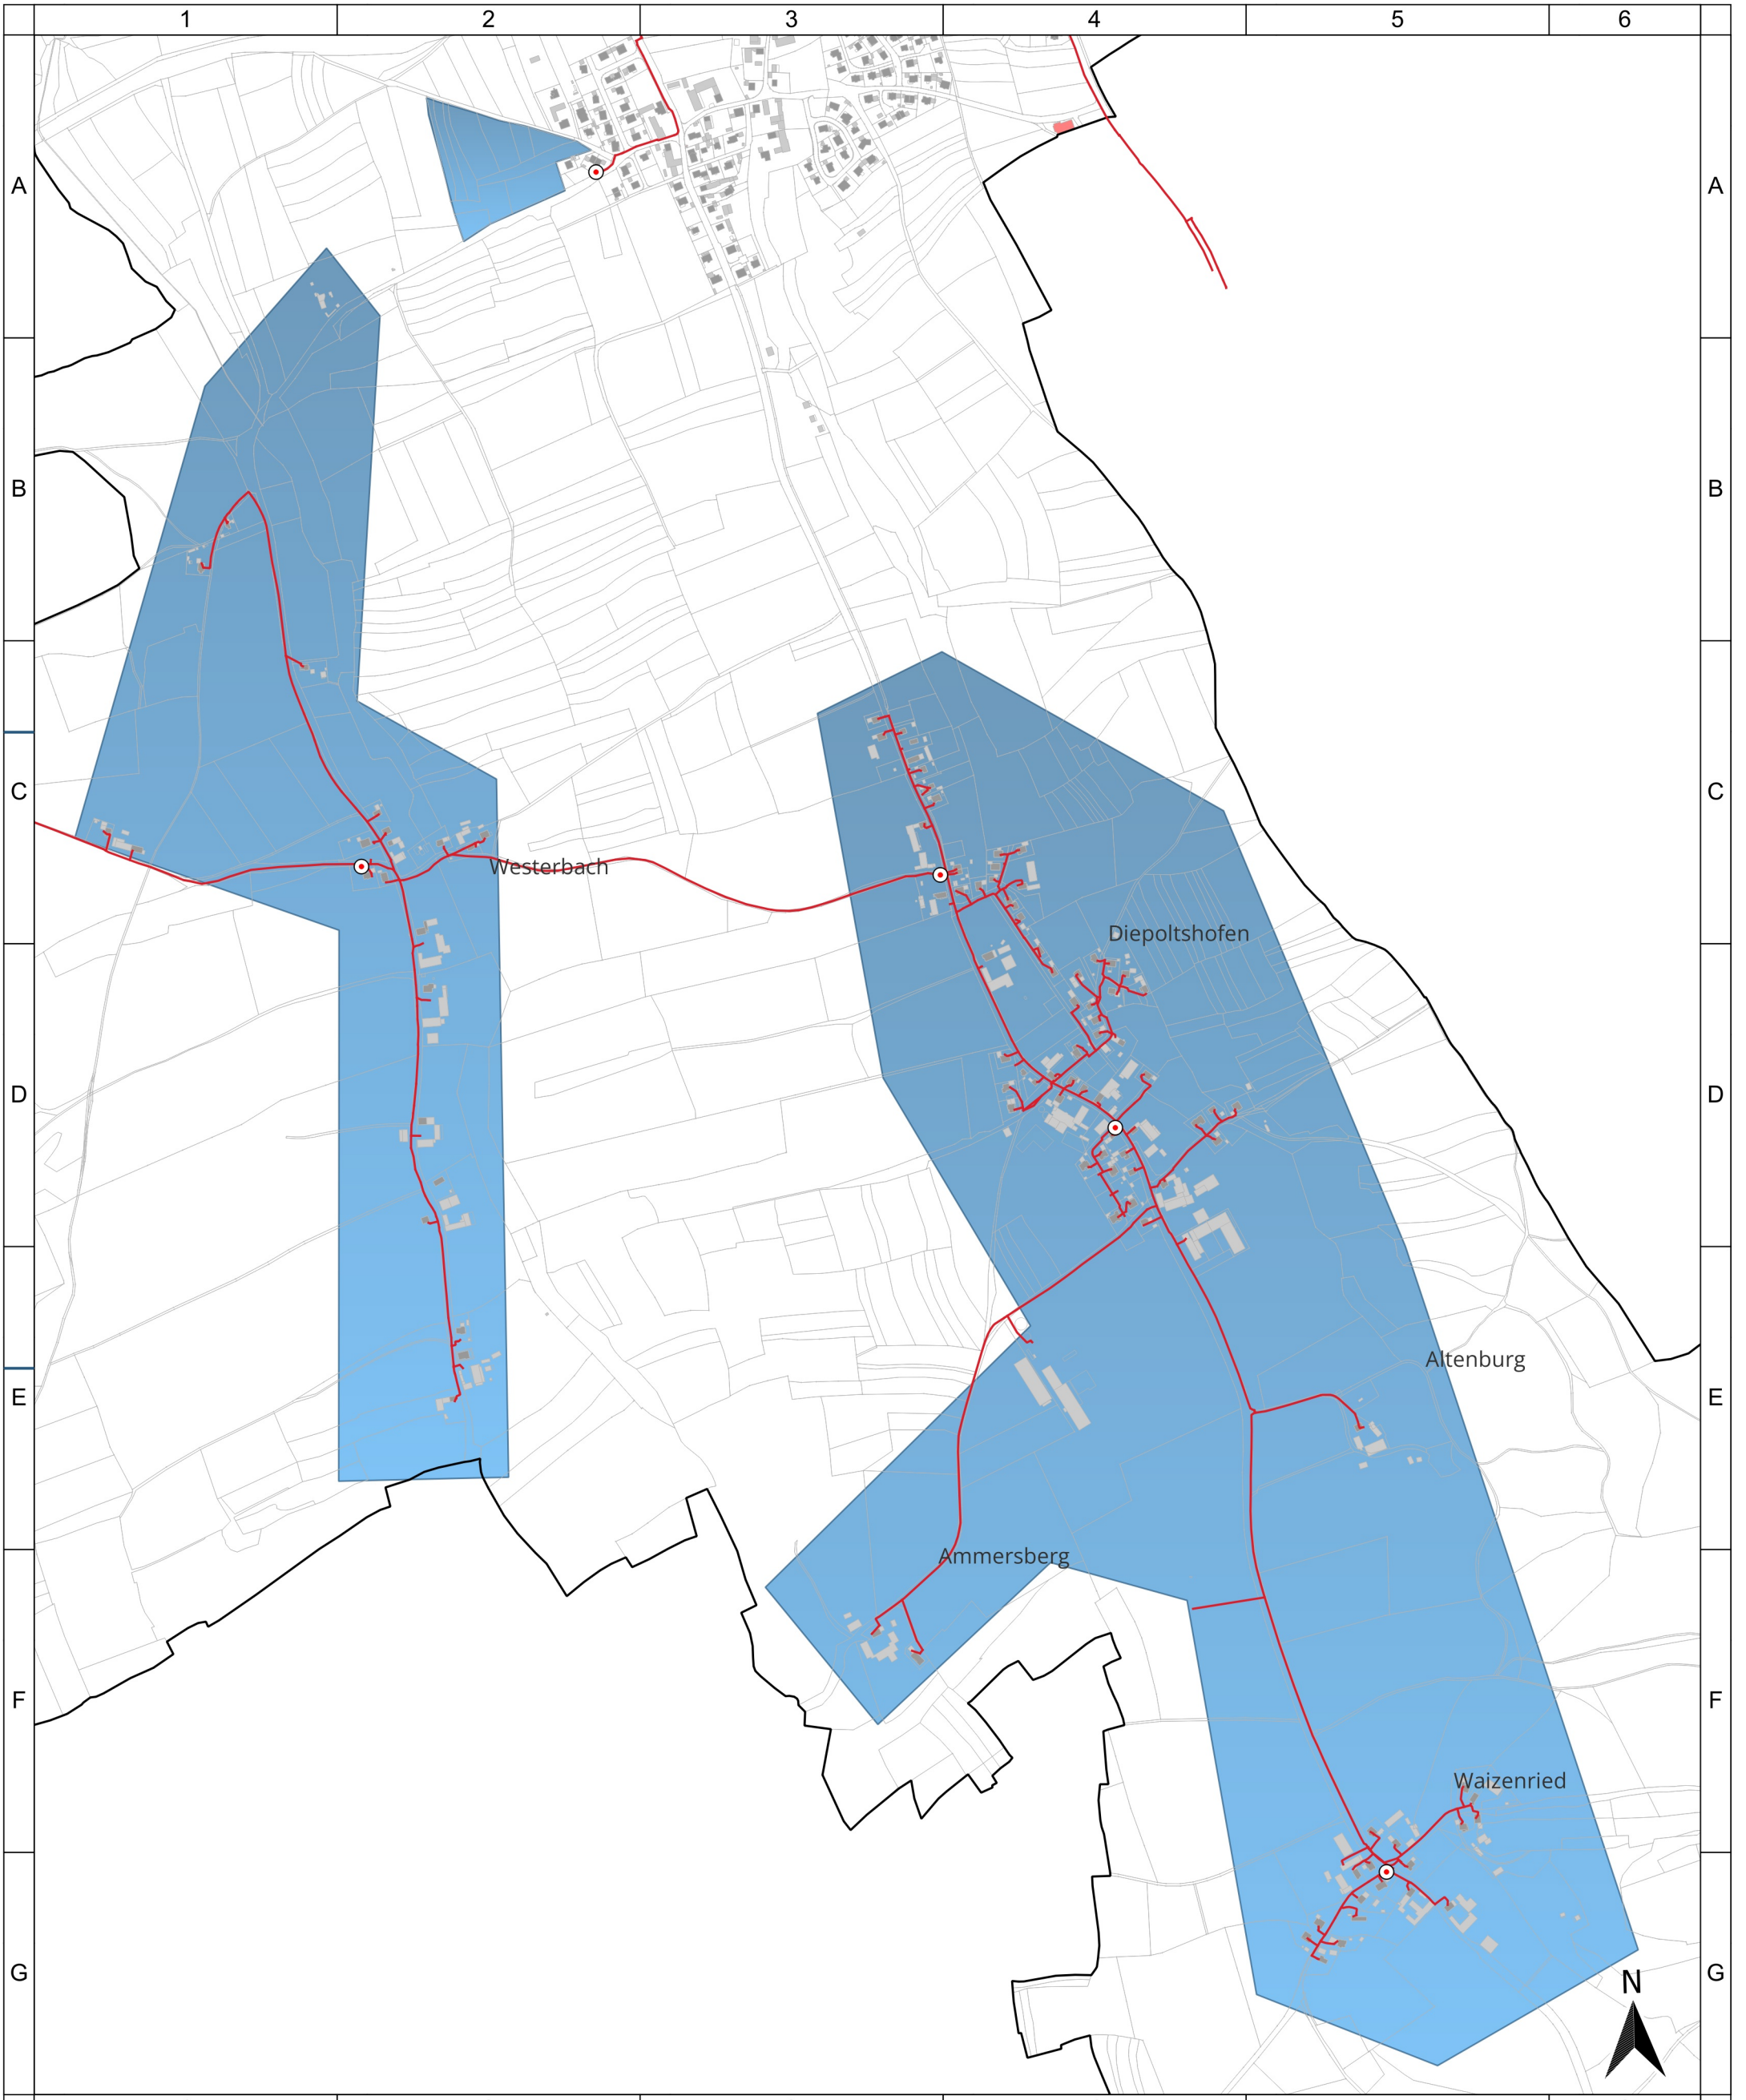 1 2 3 4 5 6
A A
B B
C C
Westerbach
Diepoltshofen
D D
Altenburg
E E
Ammersberg
F F
Waizenried
G G
N